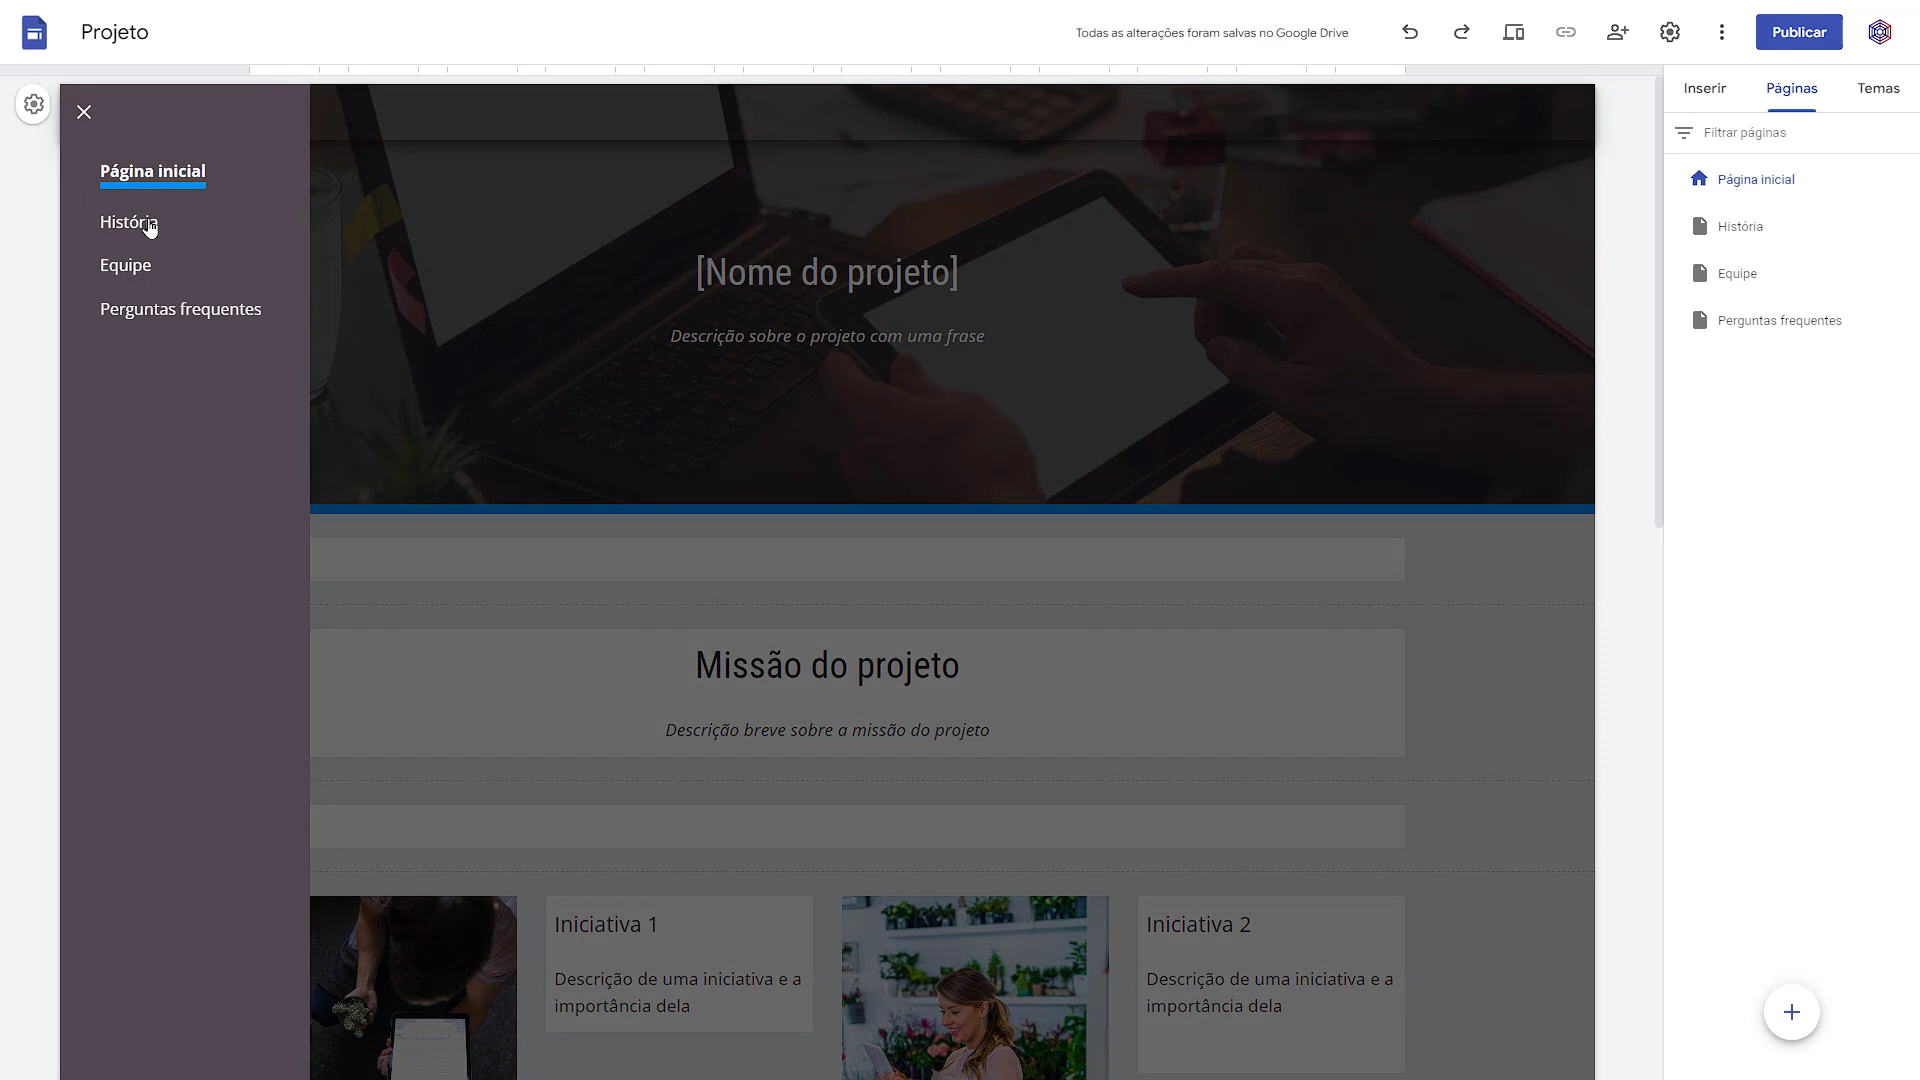 Projeto
Todas as alterações foram salvas no Google Drive
Publicar
Inserir
Páginas
Temas
Filtrar páginas
Página inicial
História
Equipe
Perguntas frequentes
Página inicial
História
Equipe
Perguntas frequentes
[Nome do projeto]
Descrição sobre o projeto com uma frase
Missão do projeto
Descrição breve sobre a missão do projeto
Iniciativa 1
Descrição de uma iniciativa e a
importância dela
Iniciativa 2
Descrição de uma iniciativa e a
importância dela